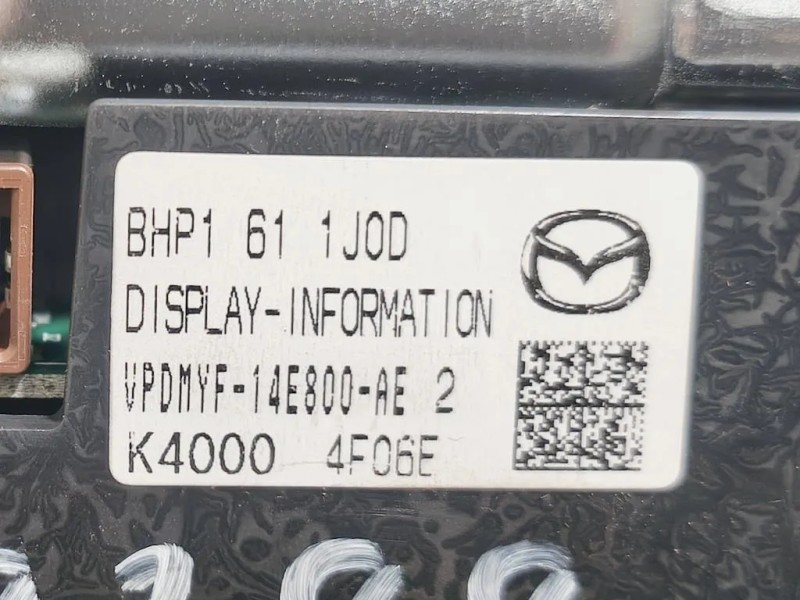 BHP1 61 1J0D
DISPLAY-INFORMATION
VPDMYF-14E800-AE 2
K4000 4F06E